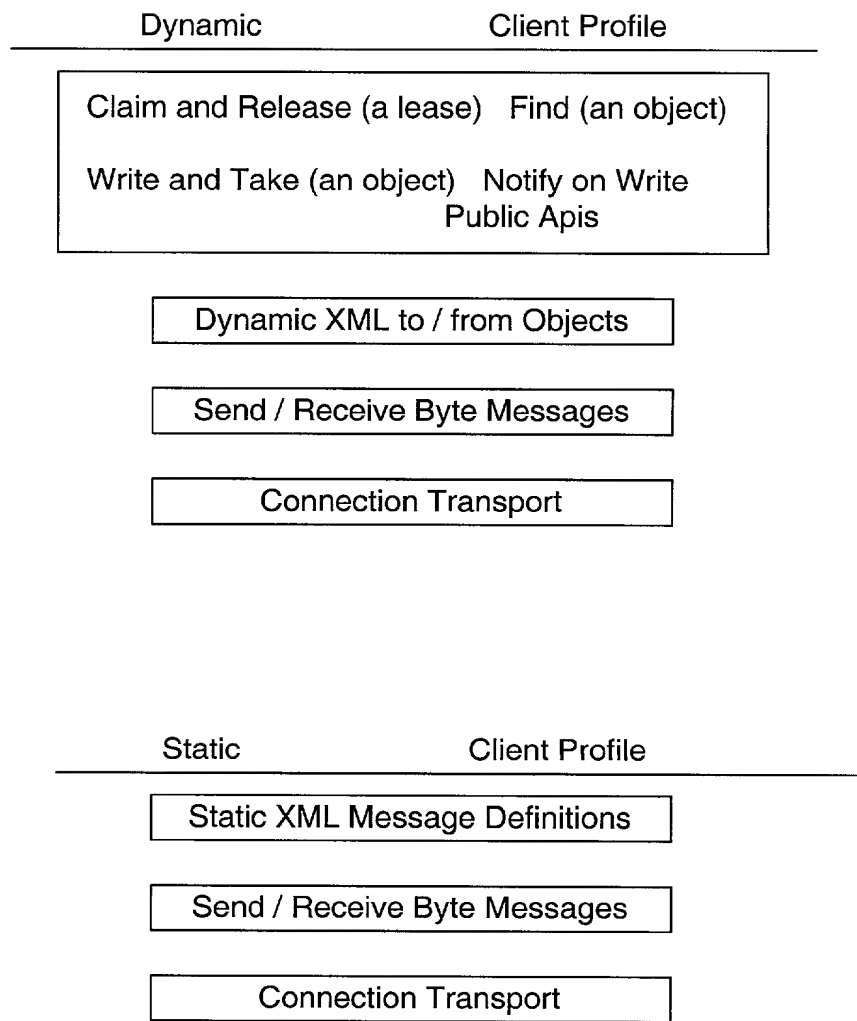 Dynamic Client Profile
Claim and Release (a lease) Find (an object)
Write and Take (an object) Notify on Write
Public Apis
Dynamic XML to / from Objects
Send / Receive Byte Messages
Connection Transport
Static Client Profile
Static XML Message Definitions
Send / Receive Byte Messages
Connection Transport